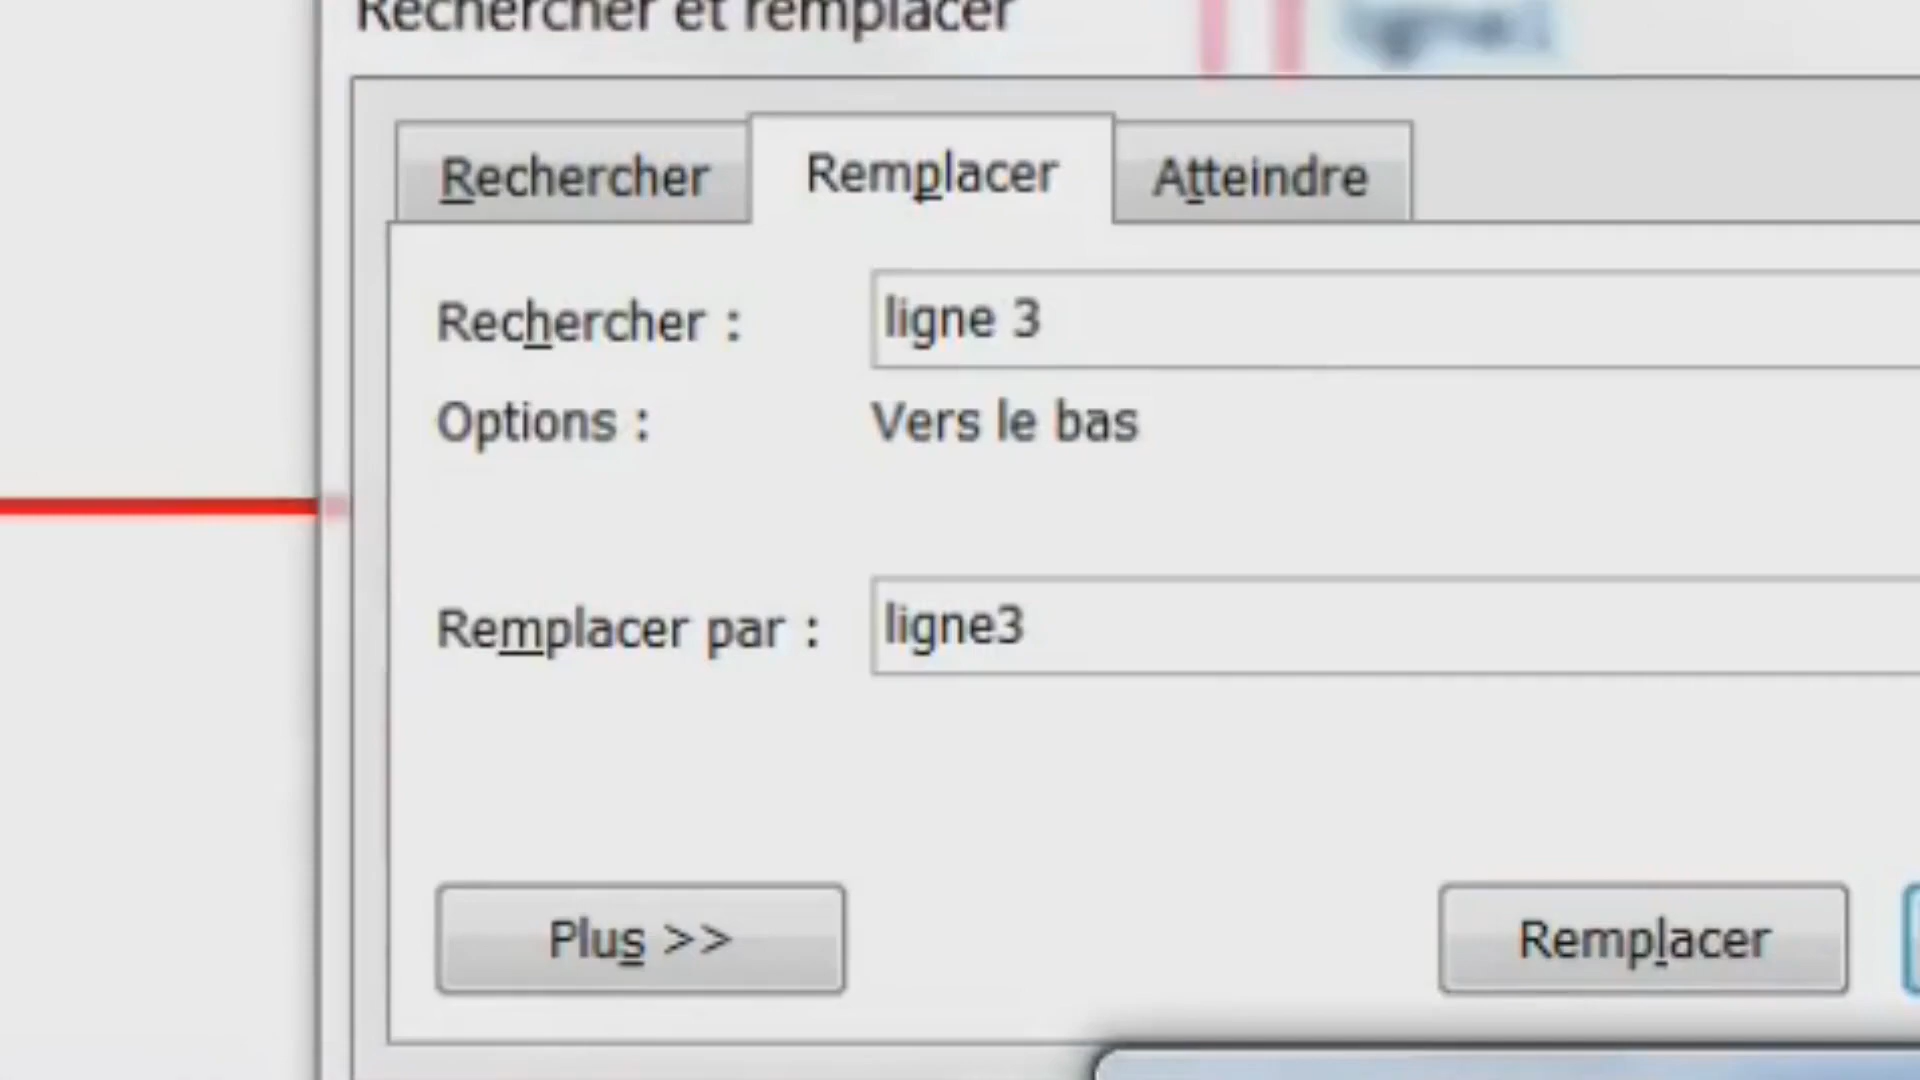 Rechercher et remplacer
Rechercher Remplacer Atteindre
Rechercher : ligne 3
Options : Vers le bas
Remplacer par : ligne3
Plus >> Remplacer